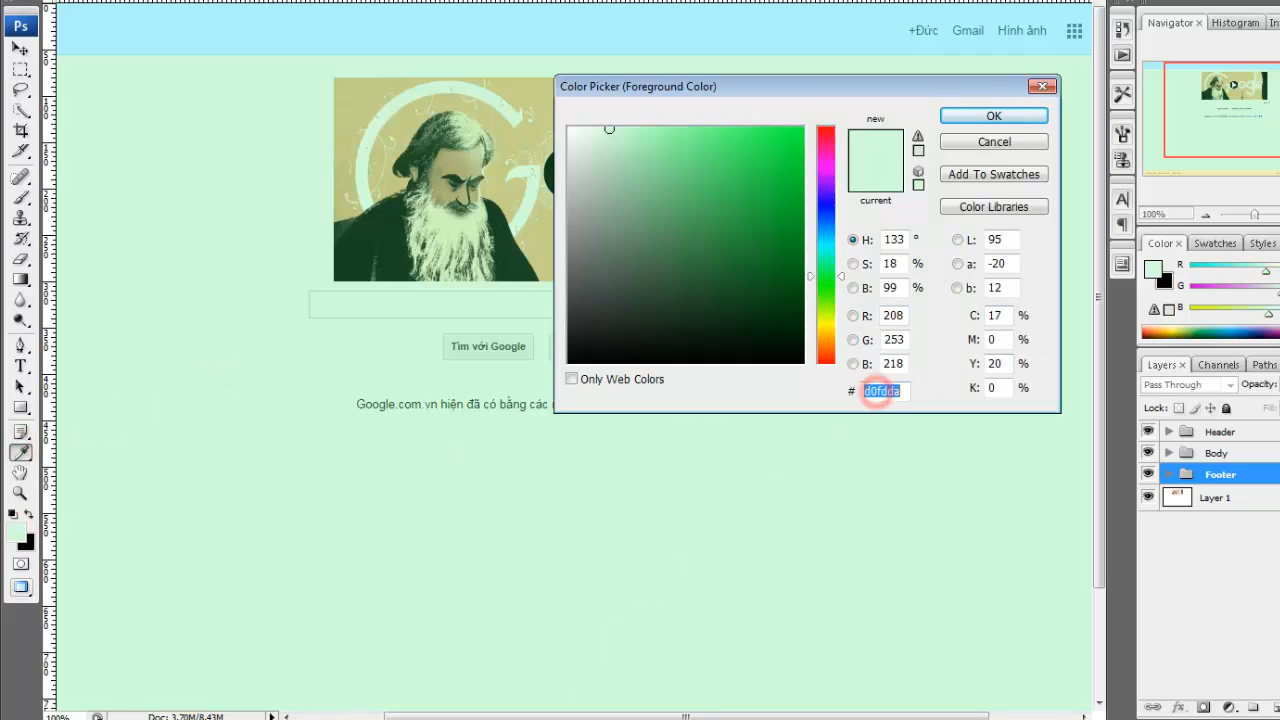 Ps
+Đức Gmail Hình ảnh
Navigator × Histogram In
Color Picker (Foreground Color)
new
current
OK
Cancel
Add To Swatches
Color Libraries
H: 133 °
S: 18 %
B: 99 %
R: 208
G: 253
B: 218
# d0fdda
L: 95
a: -20
b: 12
C: 17 %
M: 0 %
Y: 20 %
K: 0 %
Only Web Colors
Tìm với Google
Google.com.vn hiện đã có bằng các
100%
Color × Swatches Styles
R
G
B
Layers × Channels Paths
Pass Through Opacity:
Lock: Fill:
Header
Body
Footer
Layer 1
100% Doc: 3.70M/8.43M